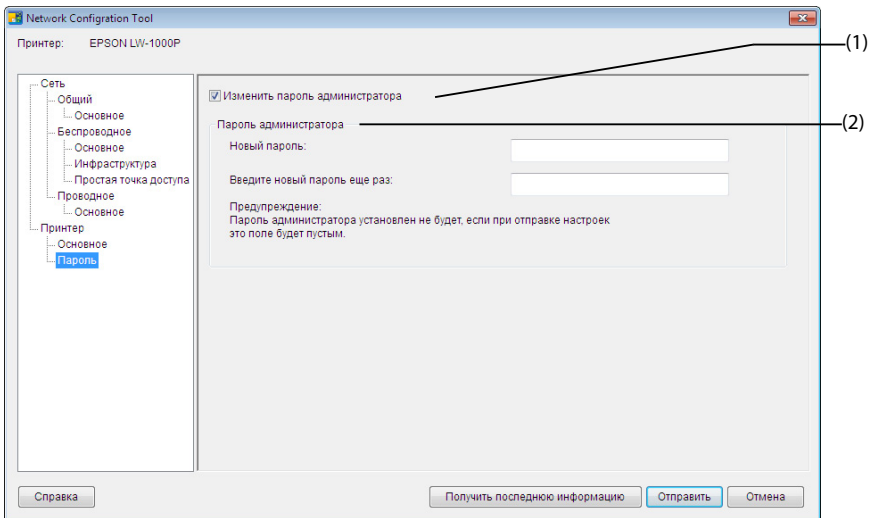 Network Configration Tool
Принтер: EPSON LW-1000P
(1)
Сеть
Общий
Основное
Беспроводное
Основное
Инфраструктура
Простая точка доступа
Проводное
Основное
Принтер
Основное
Пароль
Изменить пароль администратора
Пароль администратора
(2)
Новый пароль:
Введите новый пароль еще раз:
Предупреждение:
Пароль администратора установлен не будет, если при отправке настроек
это поле будет пустым.
Справка
Получить последнюю информацию
Отправить
Отмена